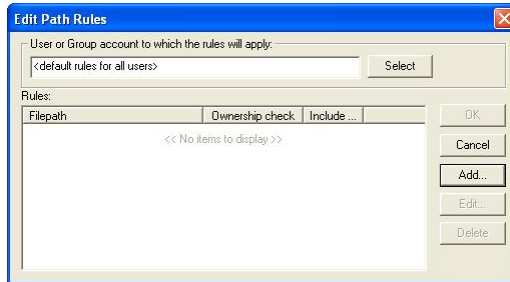 Edit Path Rules
User or Group account to which the rules will apply:
<default rules for all users>
Select
Rules:
Filepath Ownership check Include ...
<< No items to display >>
OK
Cancel
Add...
Edit...
Delete